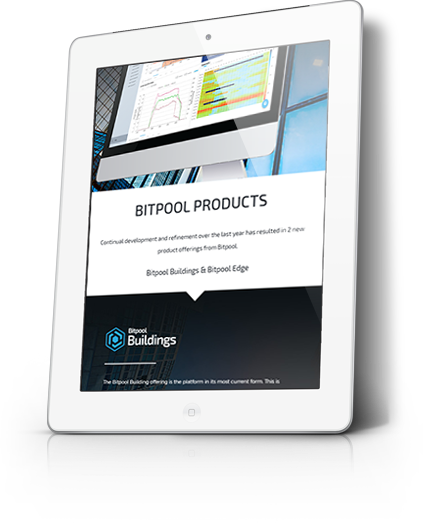 BITPOOL PRODUCTS
Continual development and refinement over the last year has resulted in 2 new
product offerings from Bitpool.
Bitpool Buildings & Bitpool Edge
Bitpool
Buildings
The Bitpool Building offering is the platform in its most current form. This is